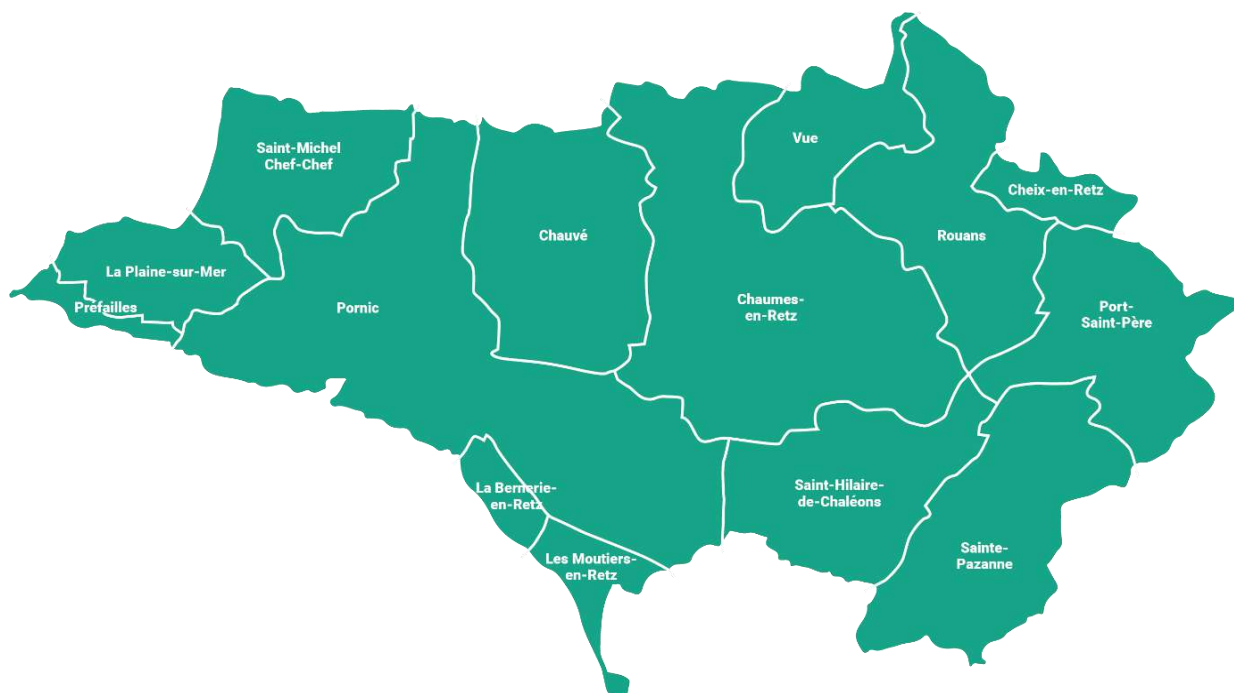 Saint-Michel
Chef-Chef
Vue
Cheix-en-Retz
Chauvé
Rouans
La Plaine-sur-Mer
Préfailles
Pornic
Chaumes-
en-Retz
Port-
Saint-Père
La Bernerie-
en-Retz
Saint-Hilaire-
de-Chaléons
Les Moutiers-
en-Retz
Sainte-
Pazanne